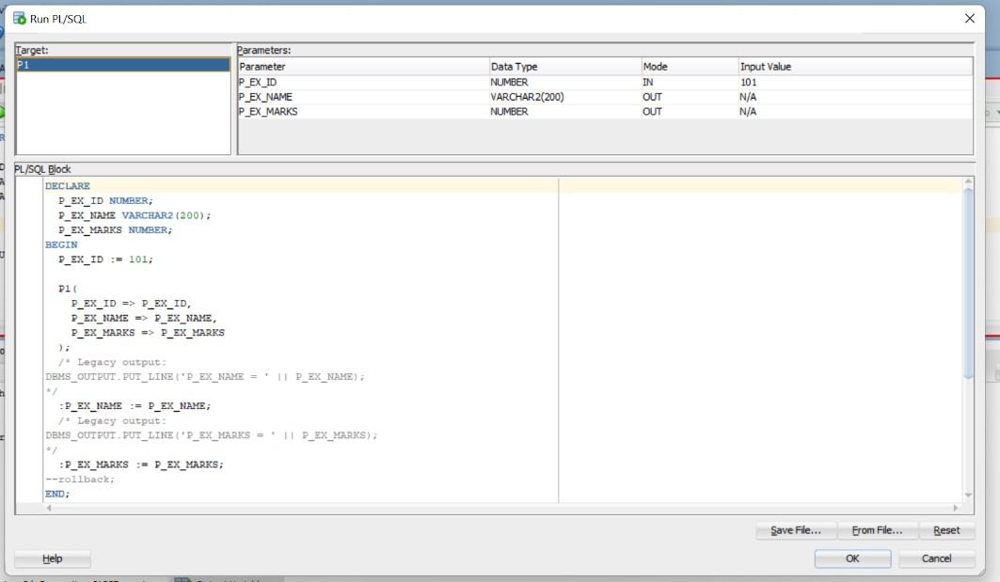 Run PL/SQL
Target:
P1
Parameters:
Parameter Data Type Mode Input Value
P_EX_ID NUMBER IN 101
P_EX_NAME VARCHAR2(200) OUT N/A
P_EX_MARKS NUMBER OUT N/A
PL/SQL Block
DECLARE
P_EX_ID NUMBER;
P_EX_NAME VARCHAR2(200);
P_EX_MARKS NUMBER;
BEGIN
P_EX_ID := 101;
P1(
P_EX_ID => P_EX_ID,
P_EX_NAME => P_EX_NAME,
P_EX_MARKS => P_EX_MARKS
);
/* Legacy output:
DBMS_OUTPUT.PUT_LINE('P_EX_NAME = ' || P_EX_NAME);
*/
:P_EX_NAME := P_EX_NAME;
/* Legacy output:
DBMS_OUTPUT.PUT_LINE('P_EX_MARKS = ' || P_EX_MARKS);
*/
:P_EX_MARKS := P_EX_MARKS;
--rollback;
END;
Save File... From File... Reset
Help OK Cancel